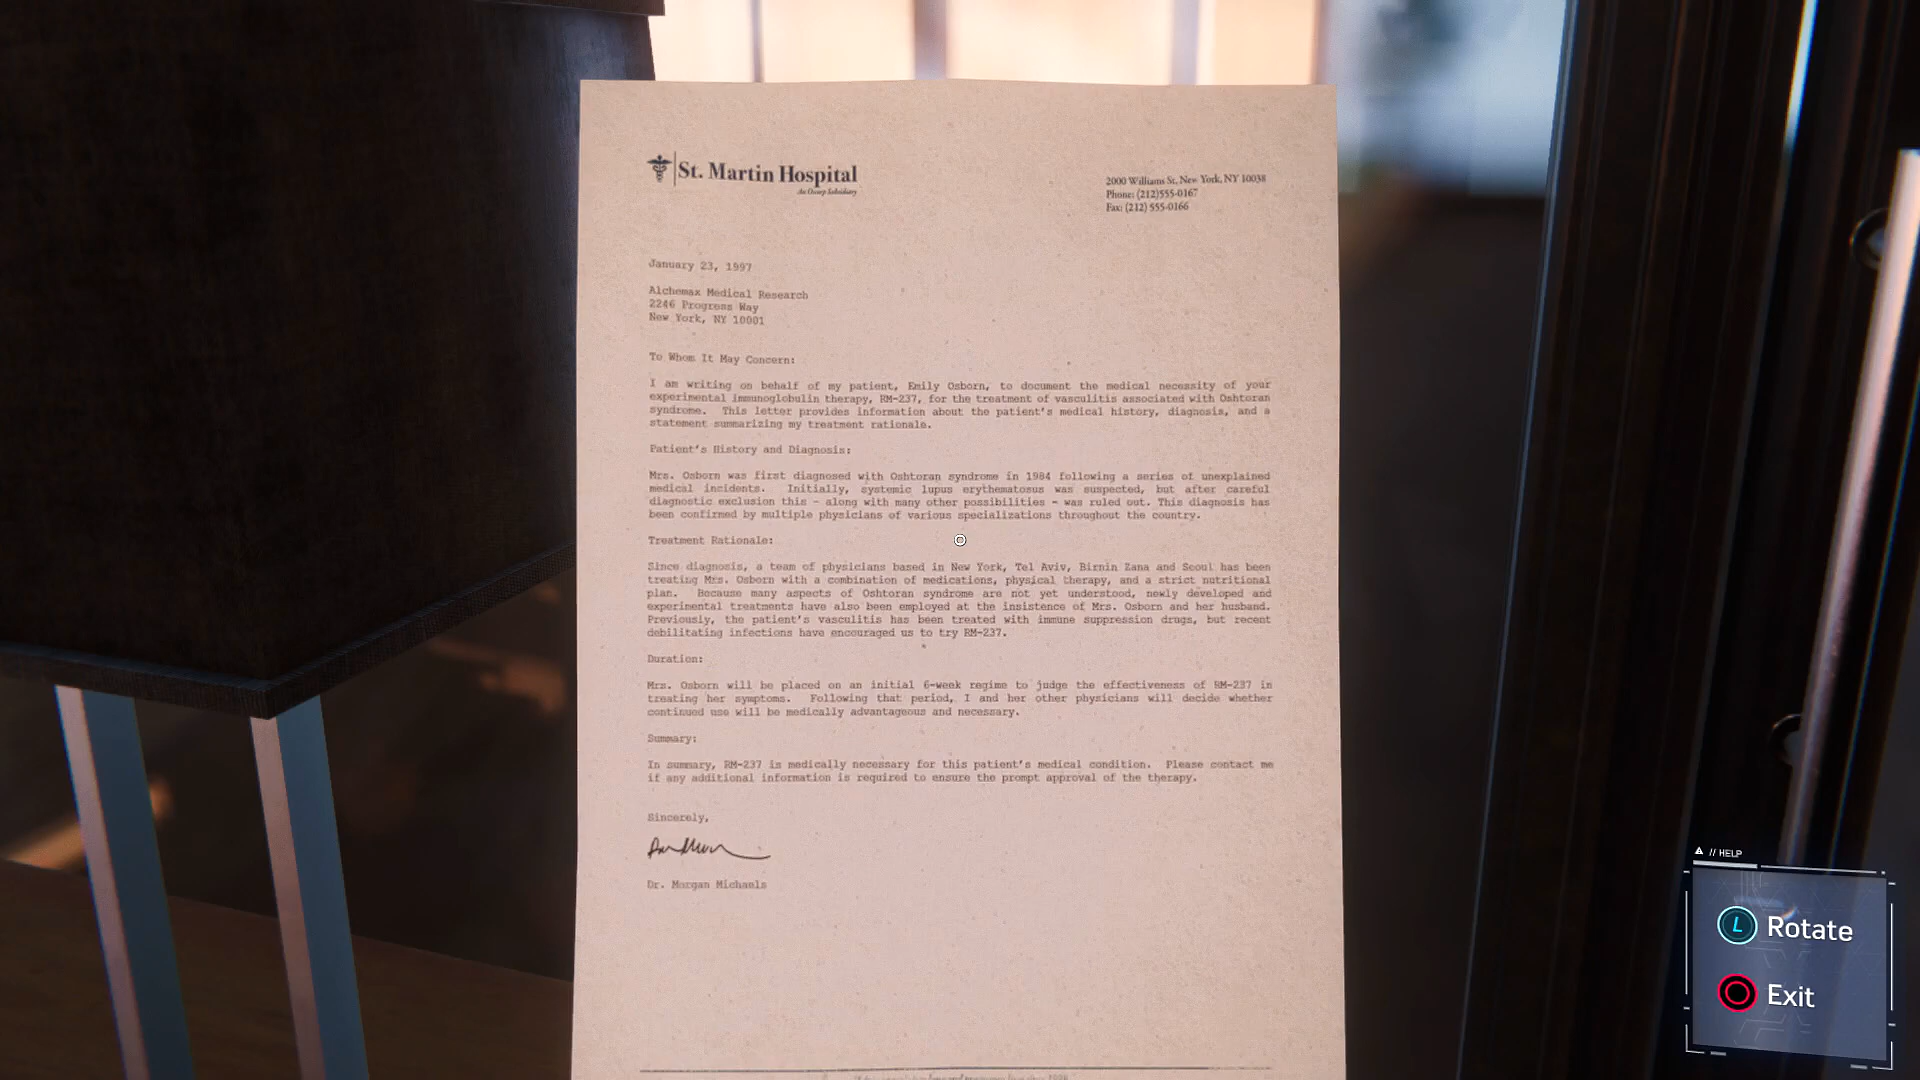 St. Martin Hospital
An Oscorp Subsidiary
2000 Williams St, New York, NY 10038
Phone: (212)555-0167
Fax: (212) 555-0166
January 23, 1997
Alchemax Medical Research
2246 Progress Way
New York, NY 10001
To Whom It May Concern:
I am writing on behalf of my patient, Emily Osborn, to document the medical necessity of your
experimental immunoglobulin therapy, RM-237, for the treatment of vasculitis associated with Oshtoran
syndrome. This letter provides information about the patient's medical history, diagnosis, and a
statement summarizing my treatment rationale.
Patient's History and Diagnosis:
Mrs. Osborn was first diagnosed with Oshtoran syndrome in 1984 following a series of unexplained
medical incidents. Initially, systemic lupus erythematosus was suspected, but after careful
diagnostic exclusion this - along with many other possibilities - was ruled out. This diagnosis has
been confirmed by multiple physicians of various specializations throughout the country.
Treatment Rationale:
Since diagnosis, a team of physicians based in New York, Tel Aviv, Birnin Zana and Seoul has been
treating Mrs. Osborn with a combination of medications, physical therapy, and a strict nutritional
plan. Because many aspects of Oshtoran syndrome are not yet understood, newly developed and
experimental treatments have also been employed at the insistence of Mrs. Osborn and her husband.
Previously, the patient's vasculitis has been treated with immune suppression drugs, but recent
debilitating infections have encouraged us to try RM-237.
Duration:
Mrs. Osborn will be placed on an initial 6-week regime to judge the effectiveness of RM-237 in
treating her symptoms. Following that period, I and her other physicians will decide whether
continued use will be medically advantageous and necessary.
Summary:
In summary, RM-237 is medically necessary for this patient's medical condition. Please contact me
if any additional information is required to ensure the prompt approval of the therapy.
Sincerely,
Dr. Morgan Michaels
// HELP
L Rotate
Exit